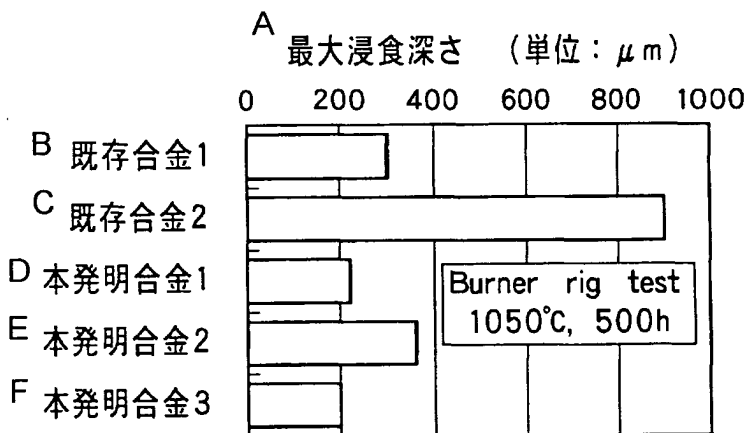 A
最大浸食深さ （単位：μm）
0 200 400 600 800 1000
B 既存合金1
C 既存合金2
D 本発明合金1
E 本発明合金2
F 本発明合金3
Burner rig test
1050℃, 500h